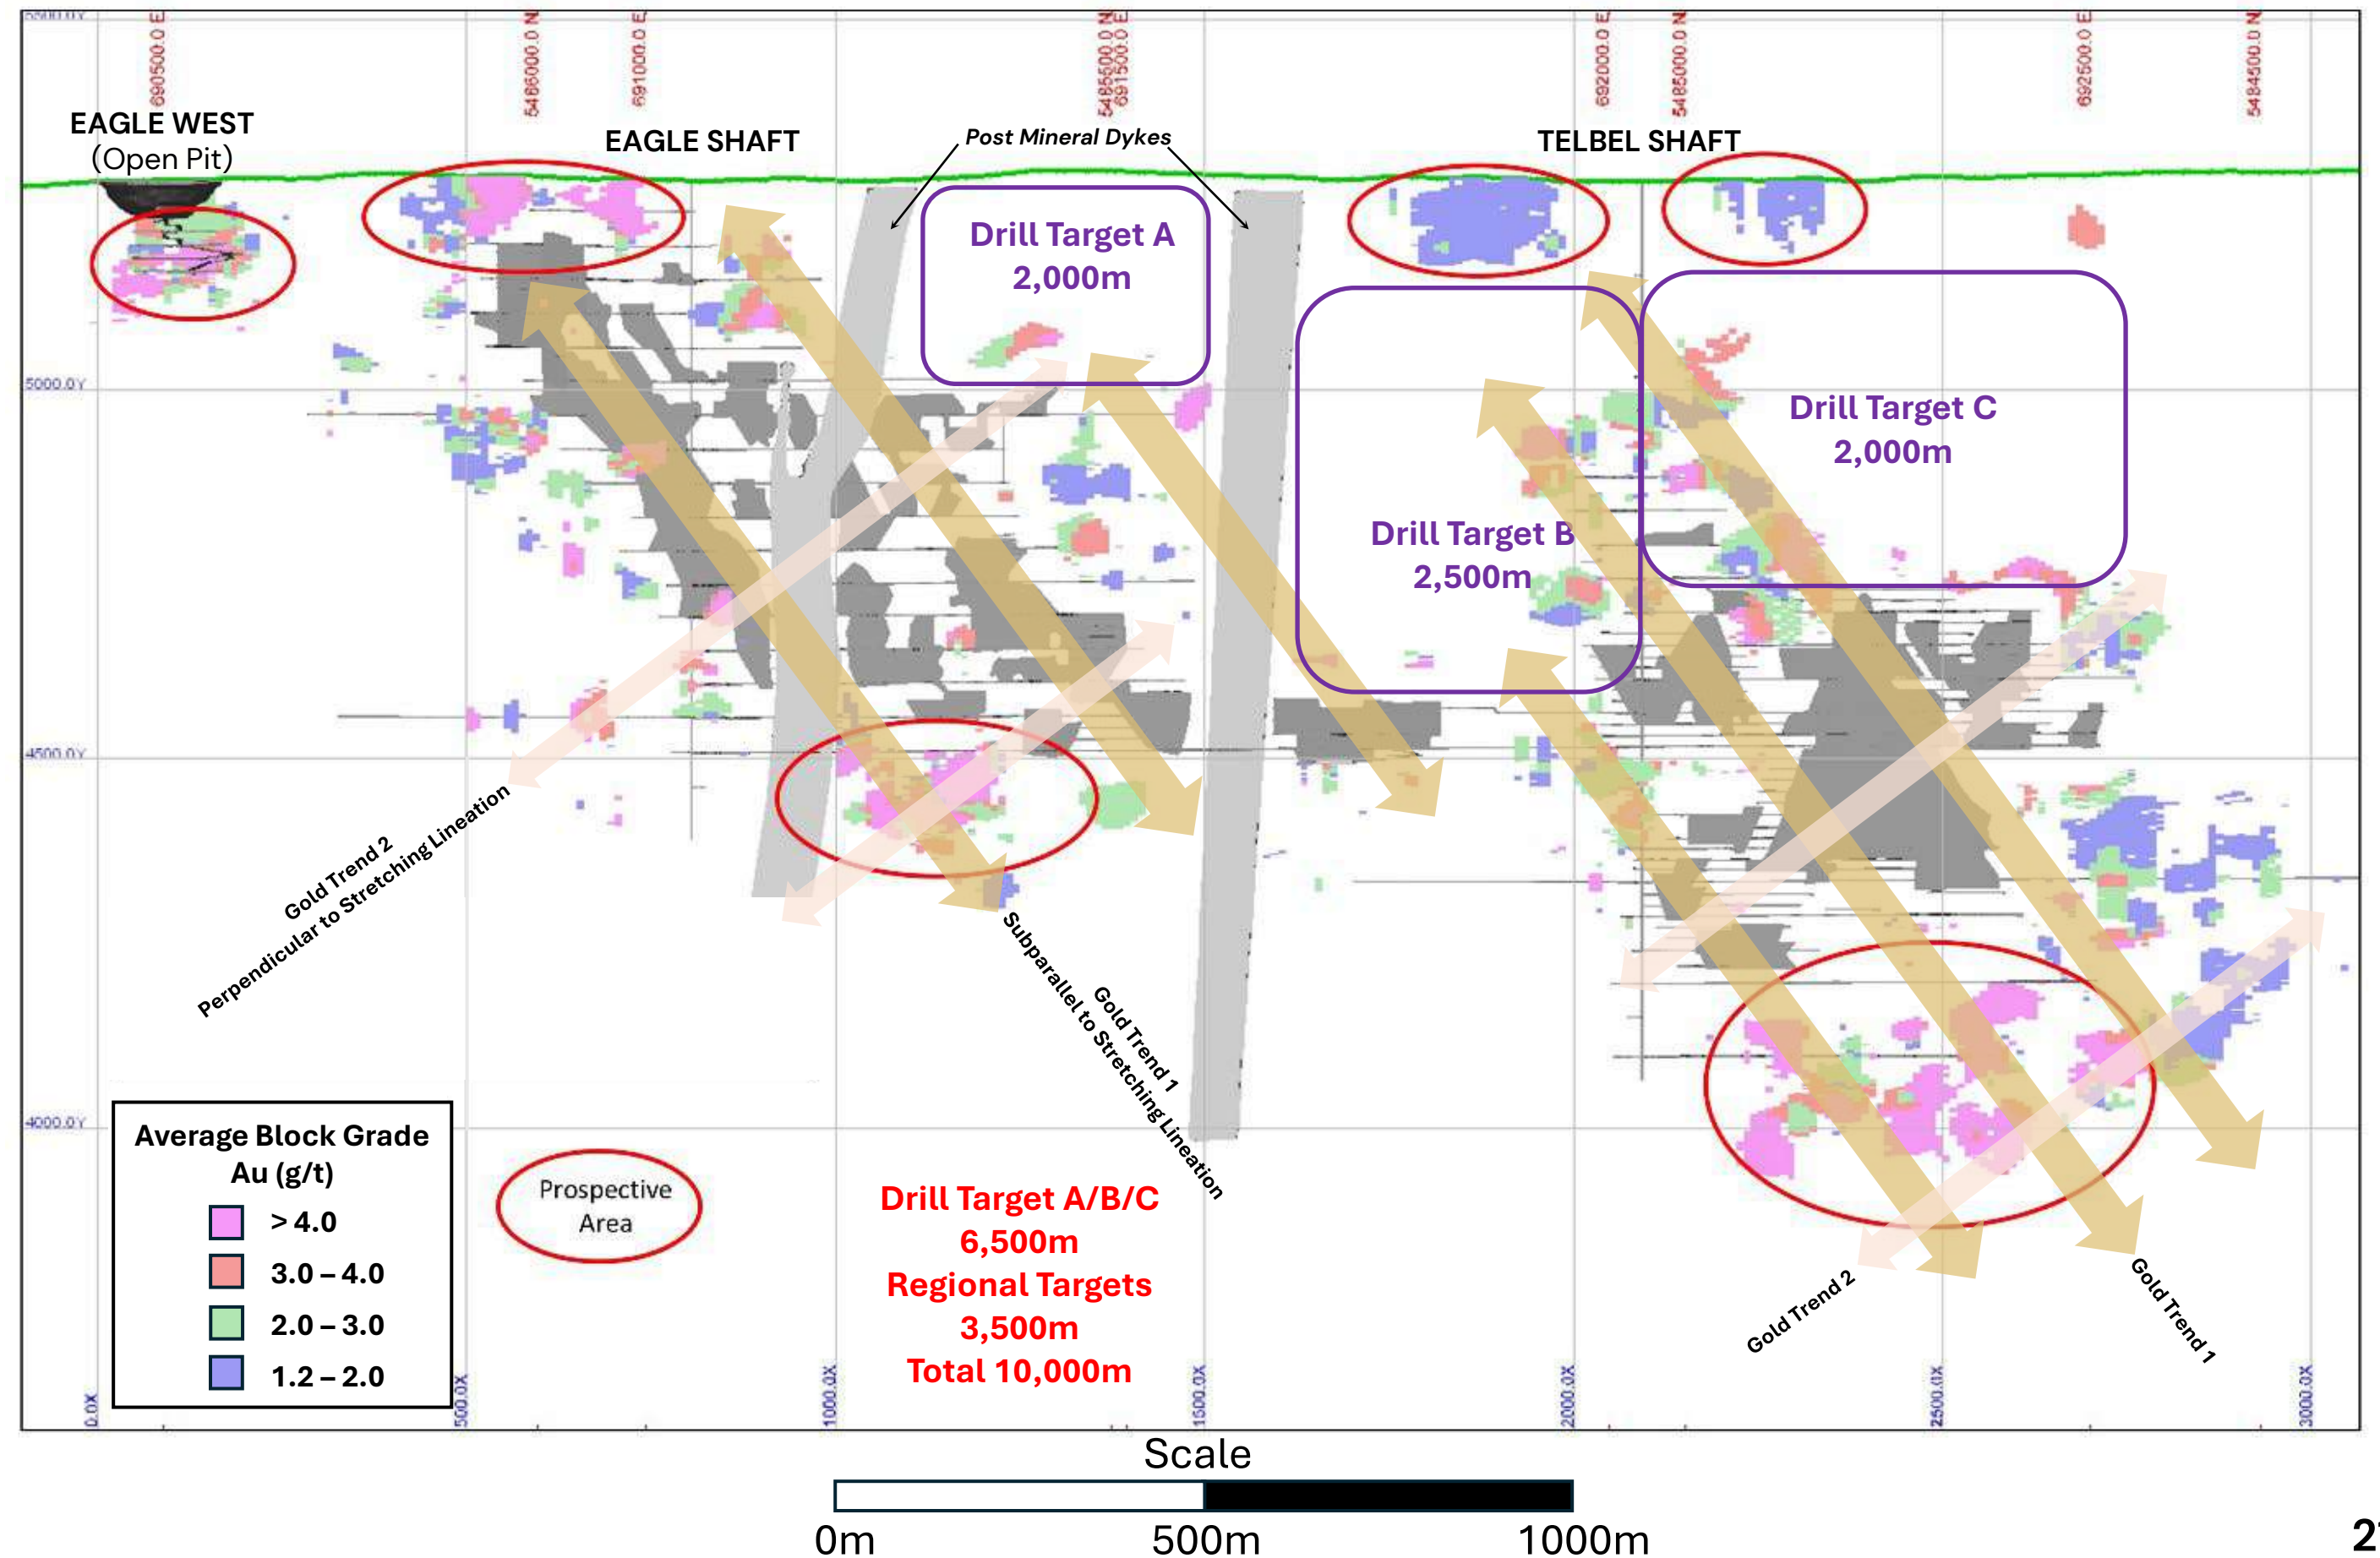 5500.0Y
690500.0 E
5486000.0 N
691000.0 E
5485500.0 N
691500.0 E
692000.0 E
5485000.0 N
692500.0 E
5484500.0 N
EAGLE WEST
(Open Pit)
EAGLE SHAFT
Post Mineral Dykes
TELBEL SHAFT
Drill Target A
2,000m
5000.0Y
Drill Target C
2,000m
Drill Target B
2,500m
4500.0Y
Gold Trend 2
Perpendicular to Stretching Lineation
Gold Trend 1
Subparallel to Stretching Lineation
4000.0Y
Average Block Grade
Au (g/t)
> 4.0
3.0 – 4.0
2.0 – 3.0
1.2 – 2.0
Prospective
Area
Drill Target A/B/C
6,500m
Regional Targets
3,500m
Total 10,000m
Gold Trend 2
Gold Trend 1
0.0X
500.0X
1000.0X
1500.0X
2000.0X
2500.0X
3000.0X
Scale
0m
500m
1000m